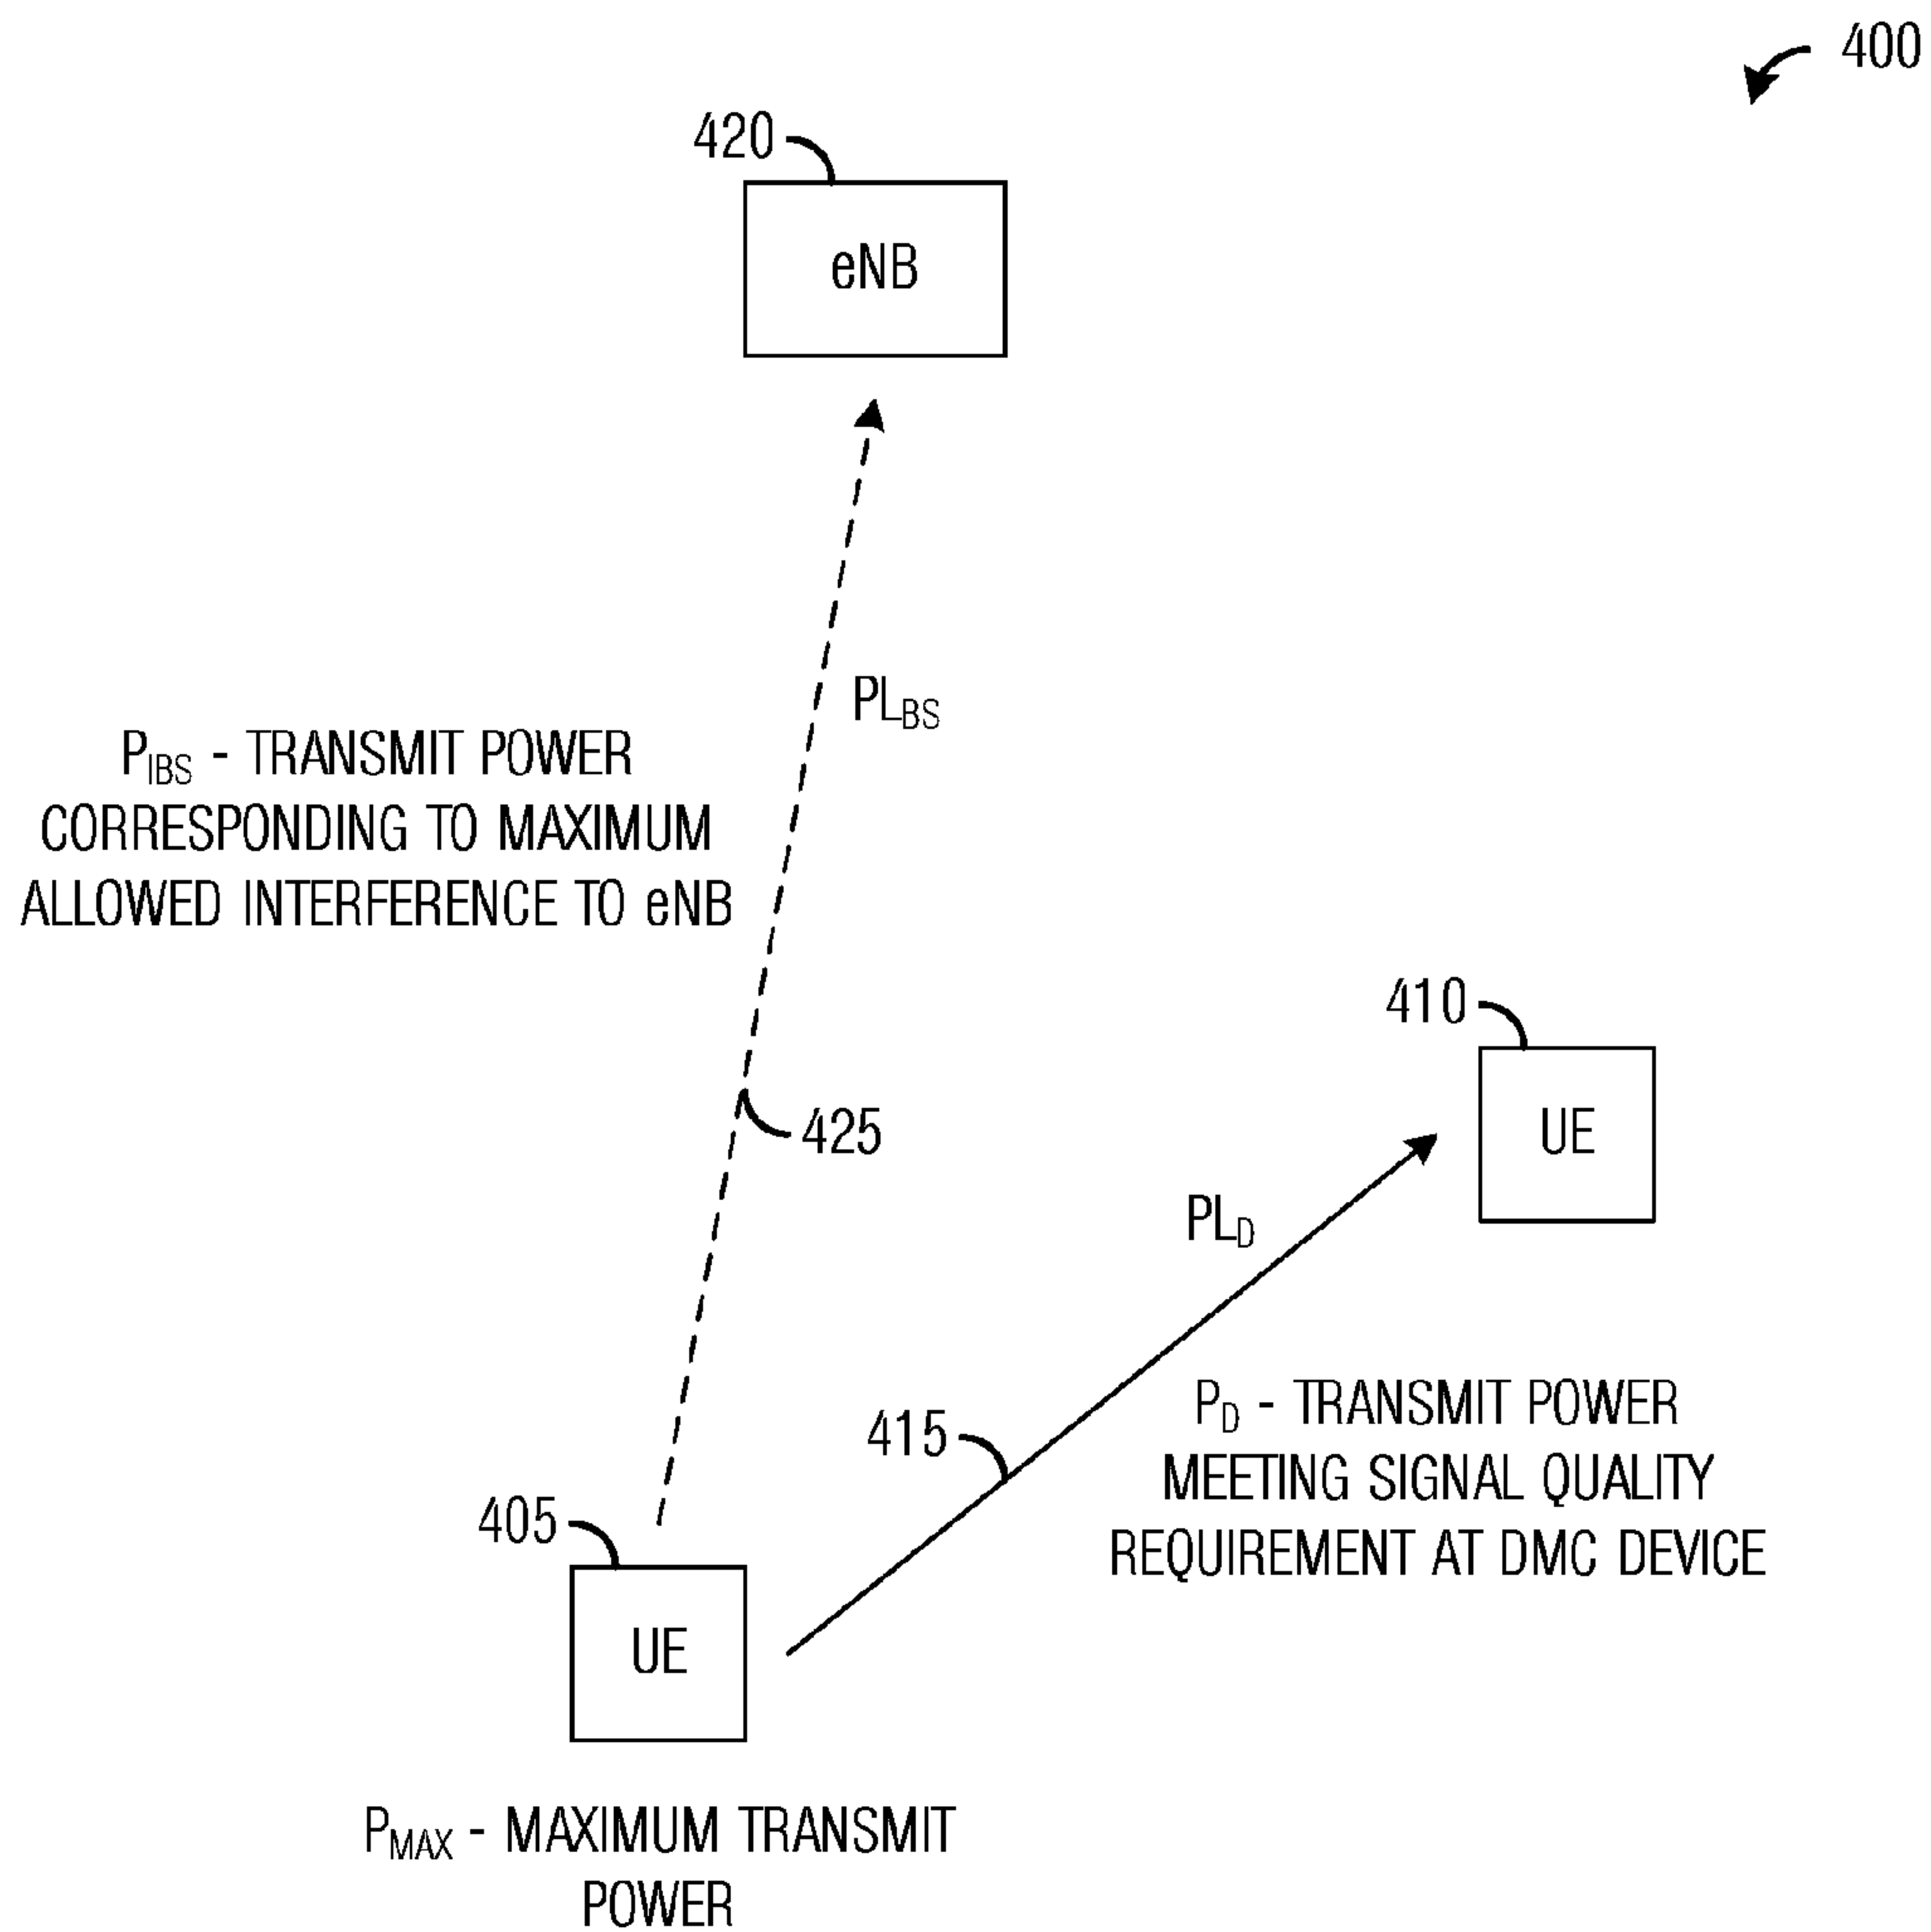 400
420
eNB
PLBS
PIBS - TRANSMIT POWER
CORRESPONDING TO MAXIMUM
ALLOWED INTERFERENCE TO eNB
410
UE
425
PLD
PD - TRANSMIT POWER
MEETING SIGNAL QUALITY
REQUIREMENT AT DMC DEVICE
415
405
UE
PMAX - MAXIMUM TRANSMIT
POWER